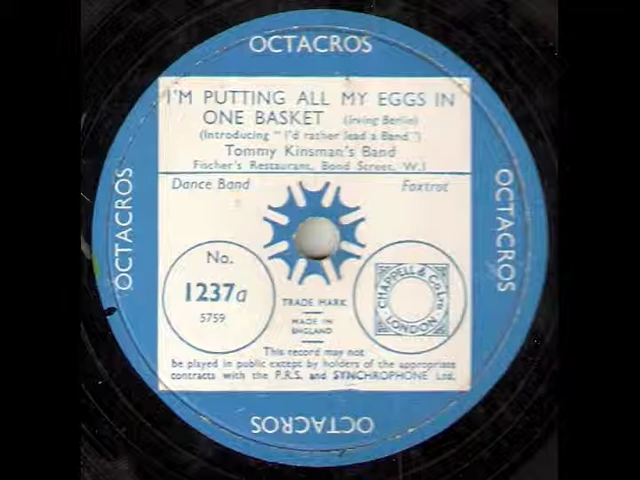 OCTACROS
I'M PUTTING ALL MY EGGS IN
ONE BASKET (Irving Berlin)
(Introducing "I'd rather lead a Band")
Tommy Kinsman's Band
Fischer's Restaurant, Bond Street, W.1
Dance Band Foxtrot
OCTACROS
OCTACROS
No.
1237a
5759
TRADE MARK
MADE IN
ENGLAND
CHAPPELL & Co LTD
LONDON
This record may not
be played in public except by holders of the appropriate
contracts with the P.R.S. and SYNCHROPHONE Ltd.
OCTACROS